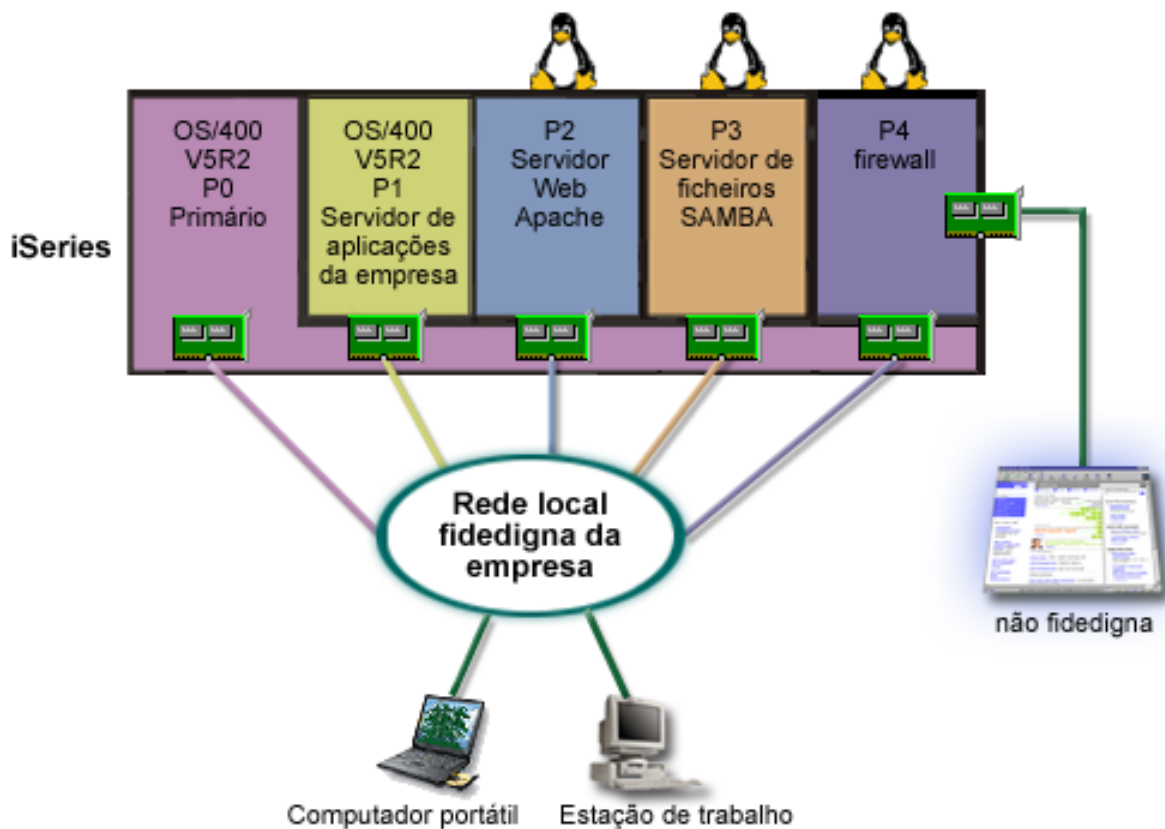 OS/400
V5R2
P0
Primário
OS/400
V5R2
P1
Servidor de
aplicações
da empresa
P2
Servidor
Web
Apache
P3
Servidor de
ficheiros
SAMBA
P4
firewall
iSeries
Rede local
fidedigna da
empresa
não fidedigna
Computador portátil
Estação de trabalho